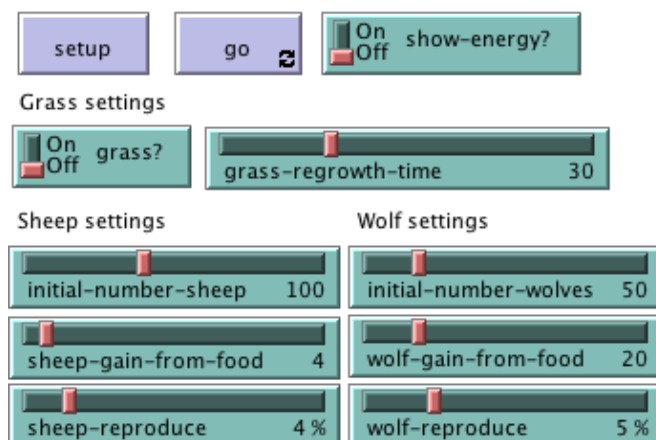 setup
go
On
Off
show-energy?
Grass settings
On
Off
grass?
grass-regrowth-time 30
Sheep settings
Wolf settings
initial-number-sheep 100
initial-number-wolves 50
sheep-gain-from-food 4
wolf-gain-from-food 20
sheep-reproduce 4 %
wolf-reproduce 5 %